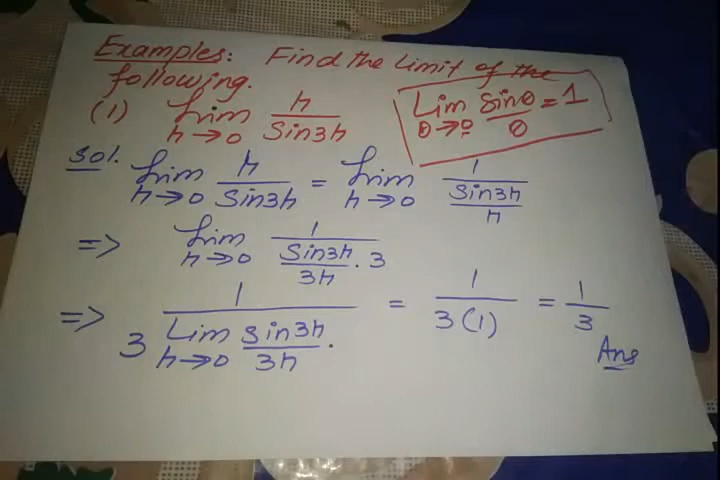 Examples: Find the limit of the
following.
(1) Lim h→0 h/Sin3h
Lim θ→0 Sinθ/θ = 1
Sol. Lim h→0 h/Sin3h = Lim h→0 1/(Sin3h/h)
=> Lim h→0 1/(Sin3h/3h . 3)
=> 1/(3 Lim h→0 Sin3h/3h.) = 1/3(1) = 1/3
Ans